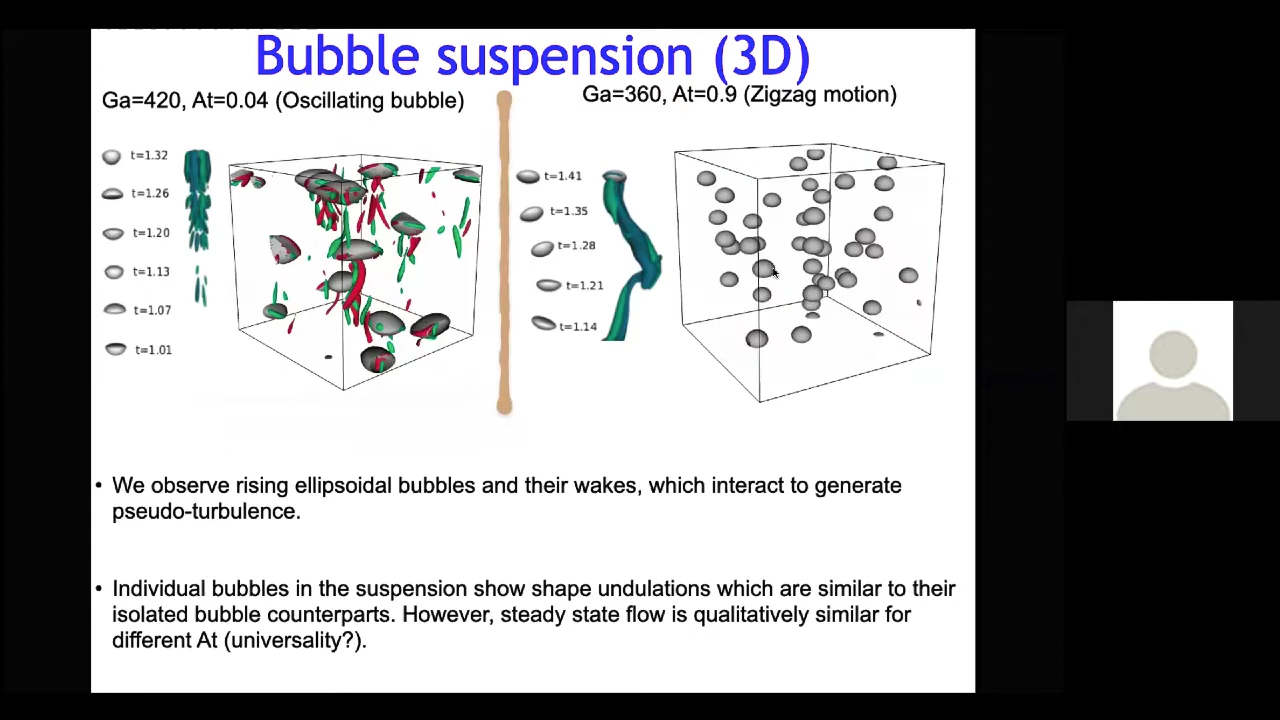 Bubble suspension (3D)
Ga=420, At=0.04 (Oscillating bubble)
Ga=360, At=0.9 (Zigzag motion)
t=1.32
t=1.26
t=1.20
t=1.13
t=1.07
t=1.01
t=1.41
t=1.35
t=1.28
t=1.21
t=1.14
• We observe rising ellipsoidal bubbles and their wakes, which interact to generate
pseudo-turbulence.
• Individual bubbles in the suspension show shape undulations which are similar to their
isolated bubble counterparts. However, steady state flow is qualitatively similar for
different At (universality?).